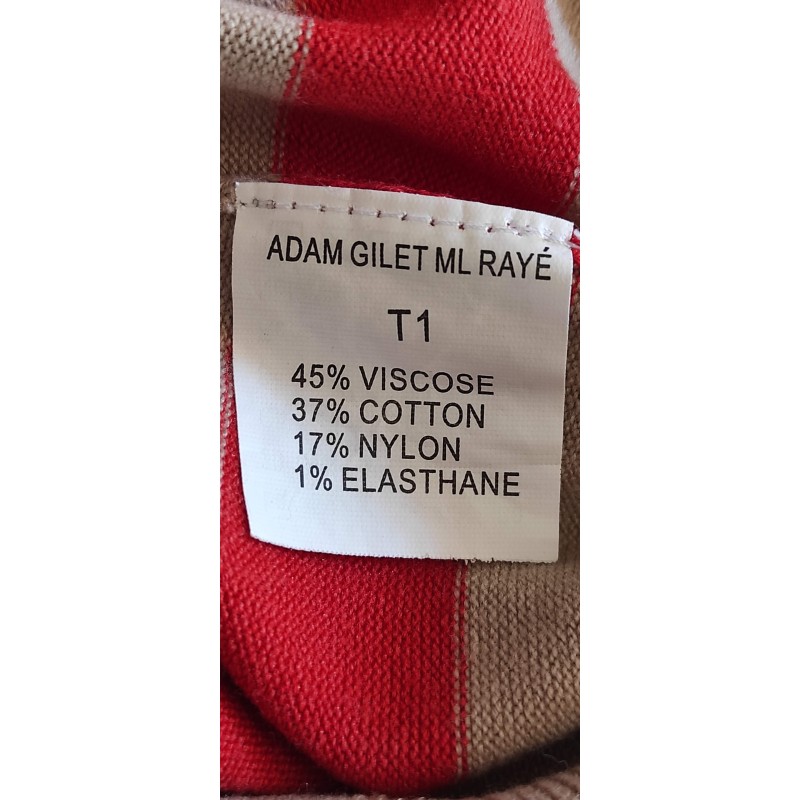 ADAM GILET ML RAYÉ
T1
45% VISCOSE
37% COTTON
17% NYLON
1% ELASTHANE